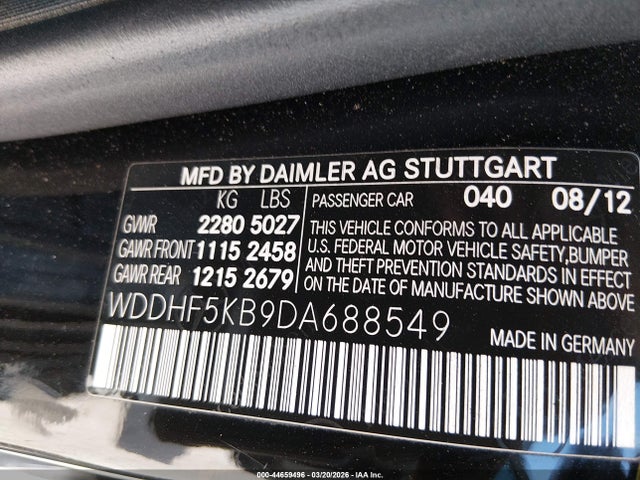 MFD BY DAIMLER AG STUTTGART
KG LBS
GVWR 2280 5027
GAWR FRONT 1115 2458
GAWR REAR 1215 2679
PASSENGER CAR 040 08/12
THIS VEHICLE CONFORMS TO ALL APPLICABLE
U.S. FEDERAL MOTOR VEHICLE SAFETY,BUMPER
AND THEFT PREVENTION STANDARDS IN EFFECT
ON THE DATE OF MANUFACTURE SHOWN ABOVE
WDDHF5KB9DA688549
MADE IN GERMANY
000-44659496 - 03/20/2026 - IAA Inc.